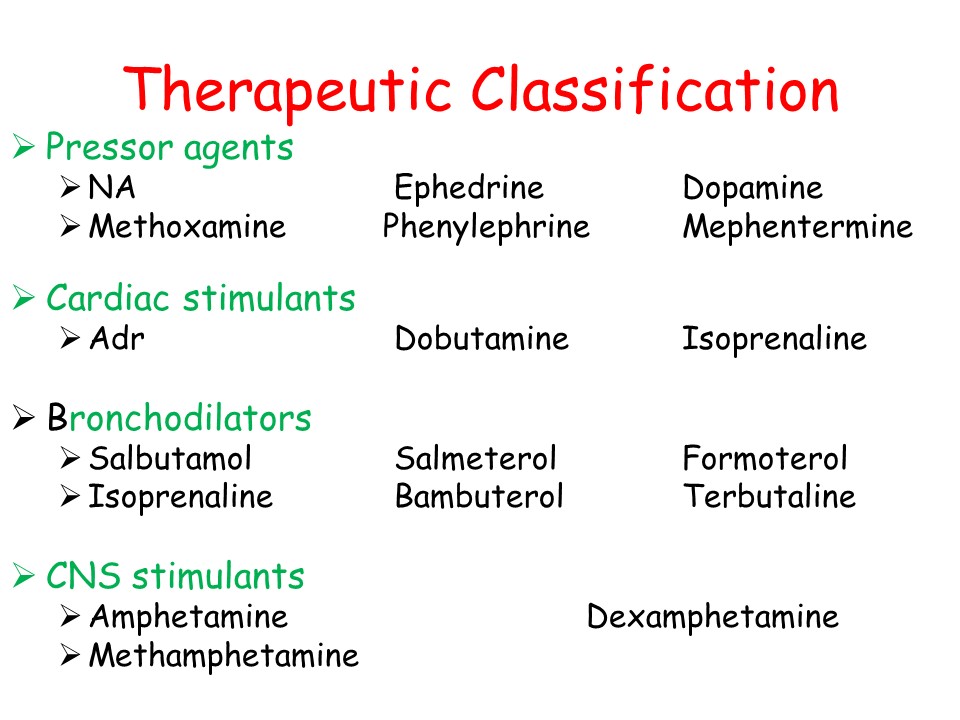 Therapeutic Classification
Pressor agents
NA Ephedrine Dopamine
Methoxamine Phenylephrine Mephentermine
Cardiac stimulants
Adr Dobutamine Isoprenaline
Bronchodilators
Salbutamol Salmeterol Formoterol
Isoprenaline Bambuterol Terbutaline
CNS stimulants
Amphetamine Dexamphetamine
Methamphetamine